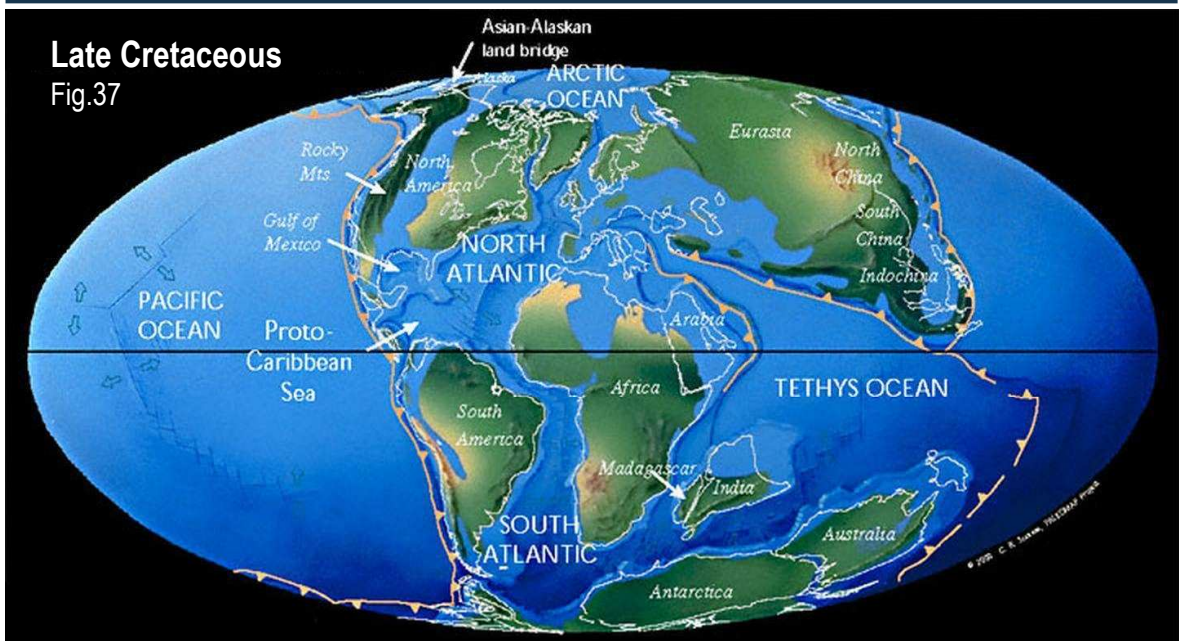 Late Cretaceous
Fig.37
Asian-Alaskan
land bridge
Alaska
ARCTIC
OCEAN
Eurasia
North
China
South
China
Indochina
Rocky
Mts.
North
America
Gulf of
Mexico
NORTH
ATLANTIC
PACIFIC
OCEAN
Proto-
Caribbean
Sea
Arabia
Africa
TETHYS OCEAN
South
America
Madagascar
India
SOUTH
ATLANTIC
Australia
Antarctica